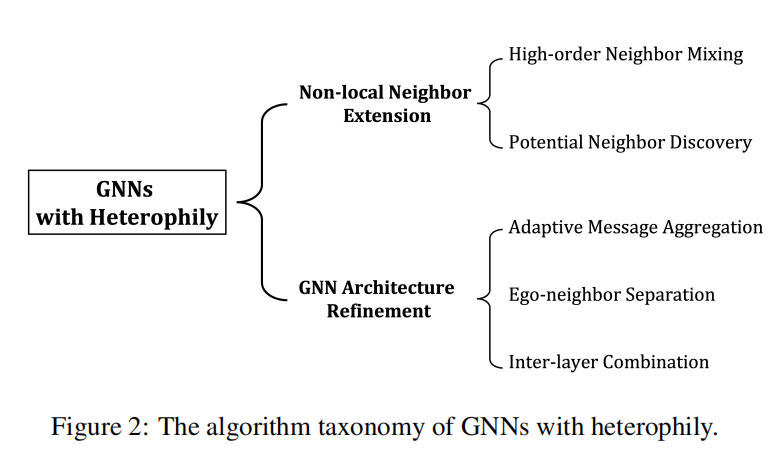 GNNs
with Heterophily
Non-local Neighbor
Extension
High-order Neighbor Mixing
Potential Neighbor Discovery
GNN Architecture
Refinement
Adaptive Message Aggregation
Ego-neighbor Separation
Inter-layer Combination
Figure 2: The algorithm taxonomy of GNNs with heterophily.